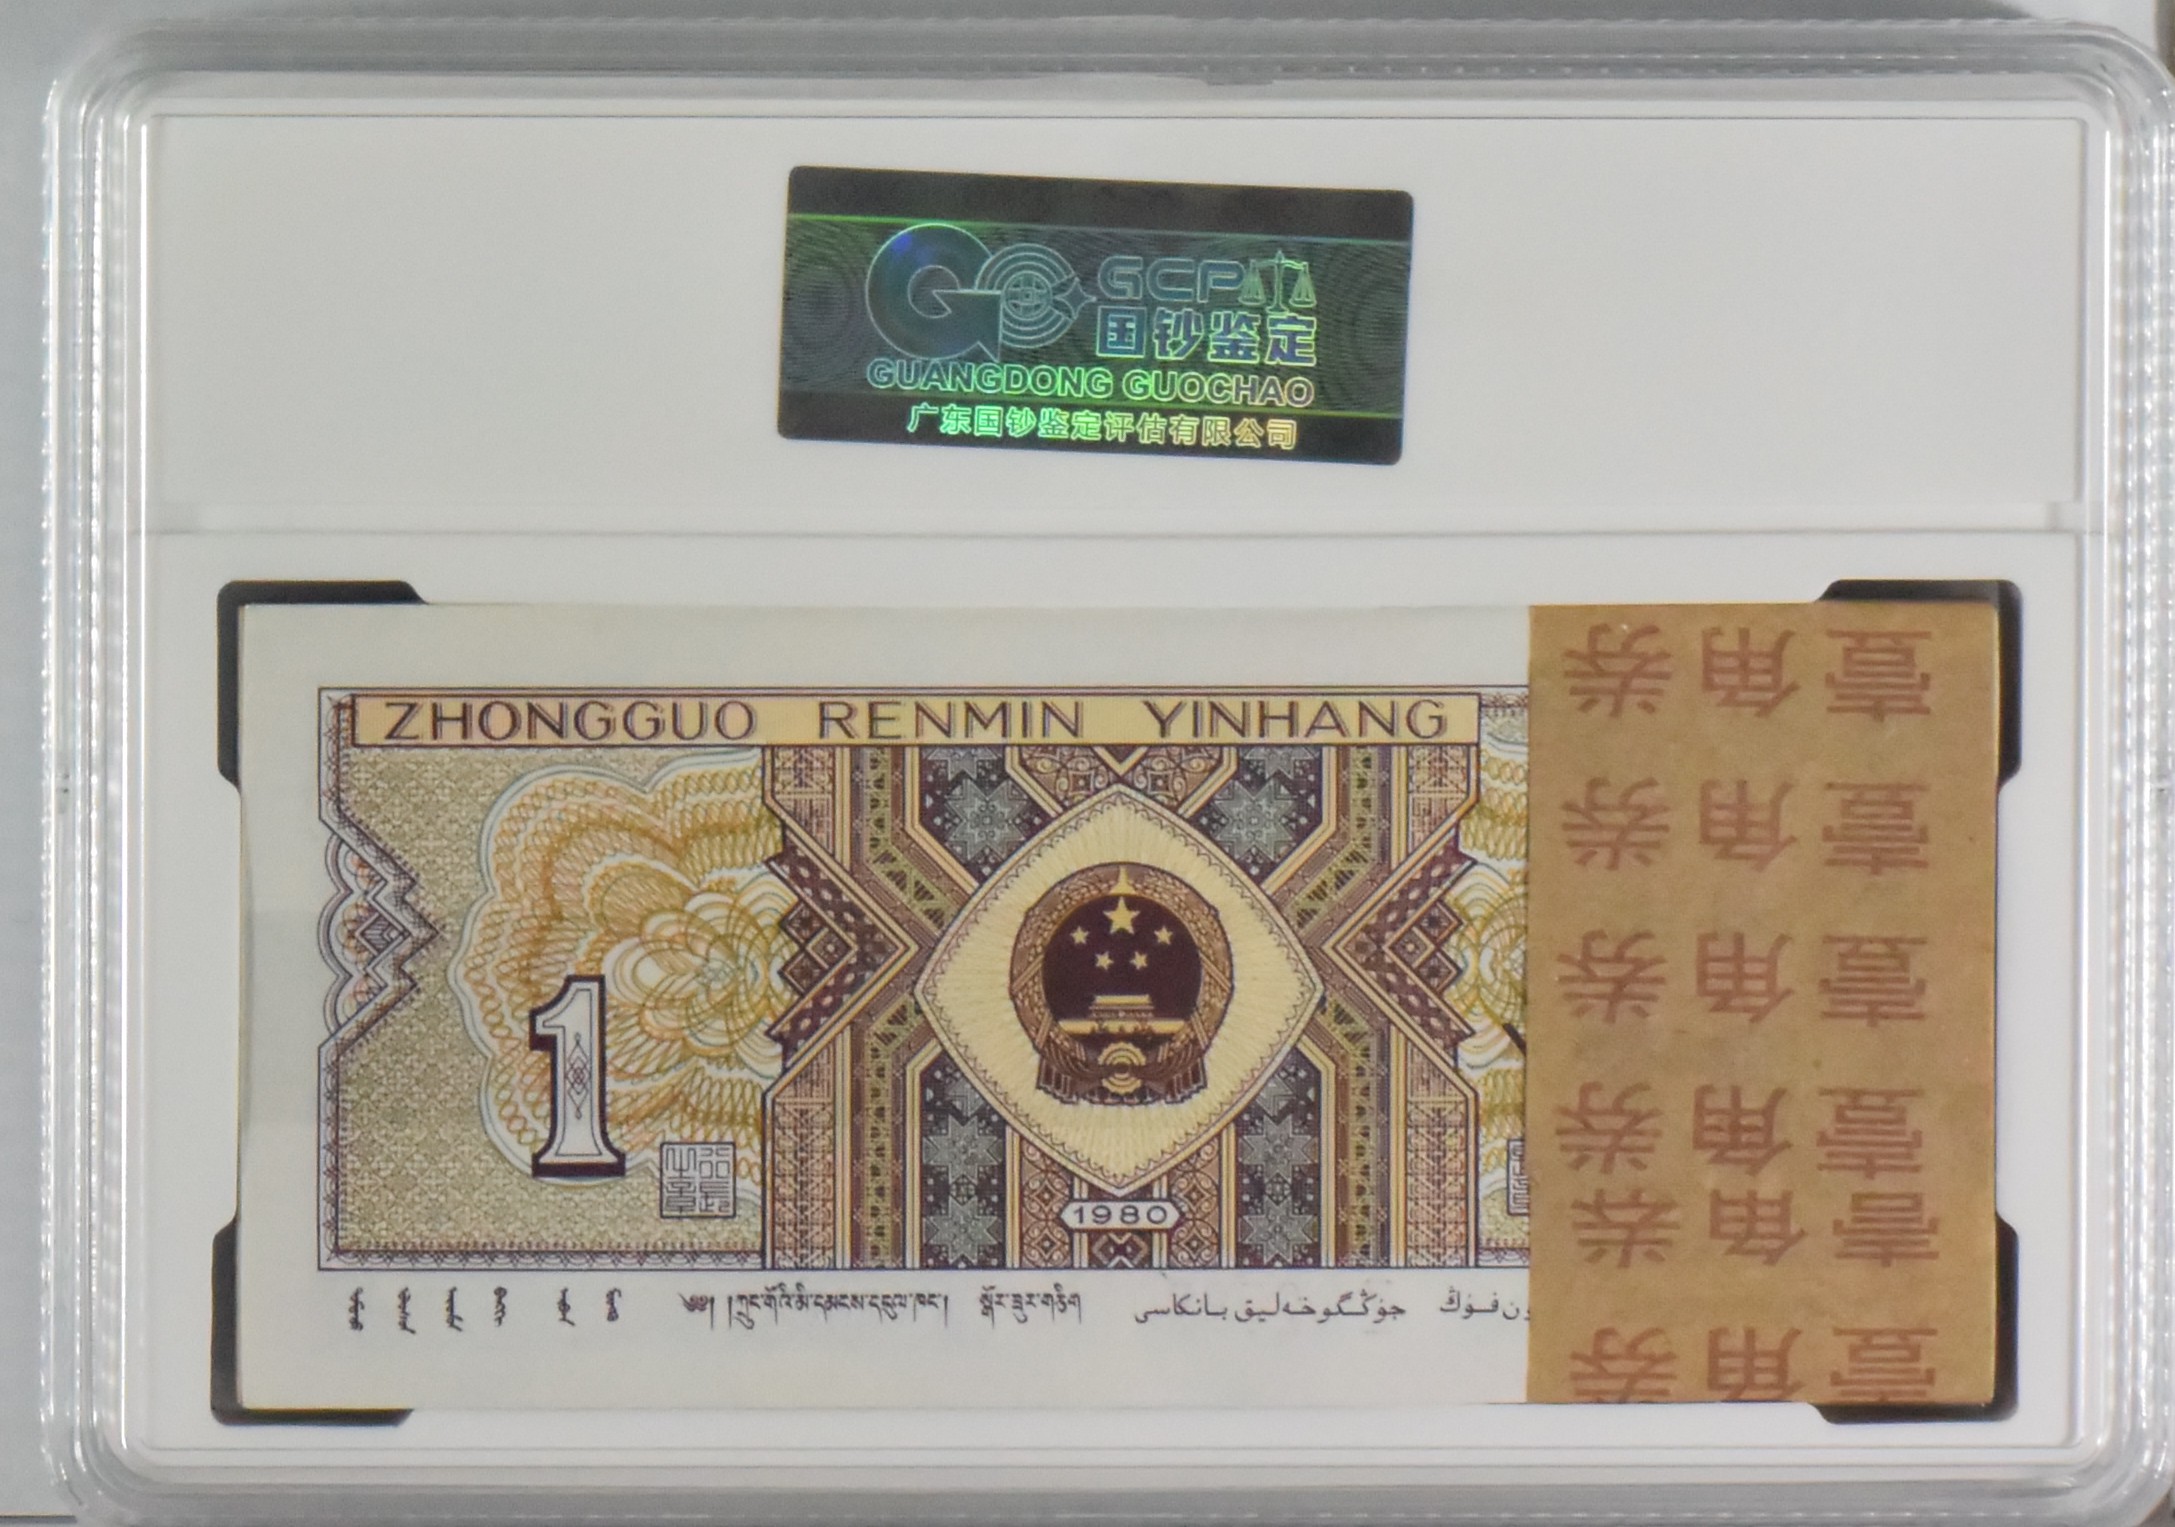 GCP
国钞鉴定
GUANGDONG GUOCHAO
广东国钞鉴定评估有限公司
ZHONGGUO RENMIN YINHANG
1
1980
جۇڭگوخەلىق بانكاسى
壹角券
壹角券
壹角券
壹角券
壹角券
壹角券